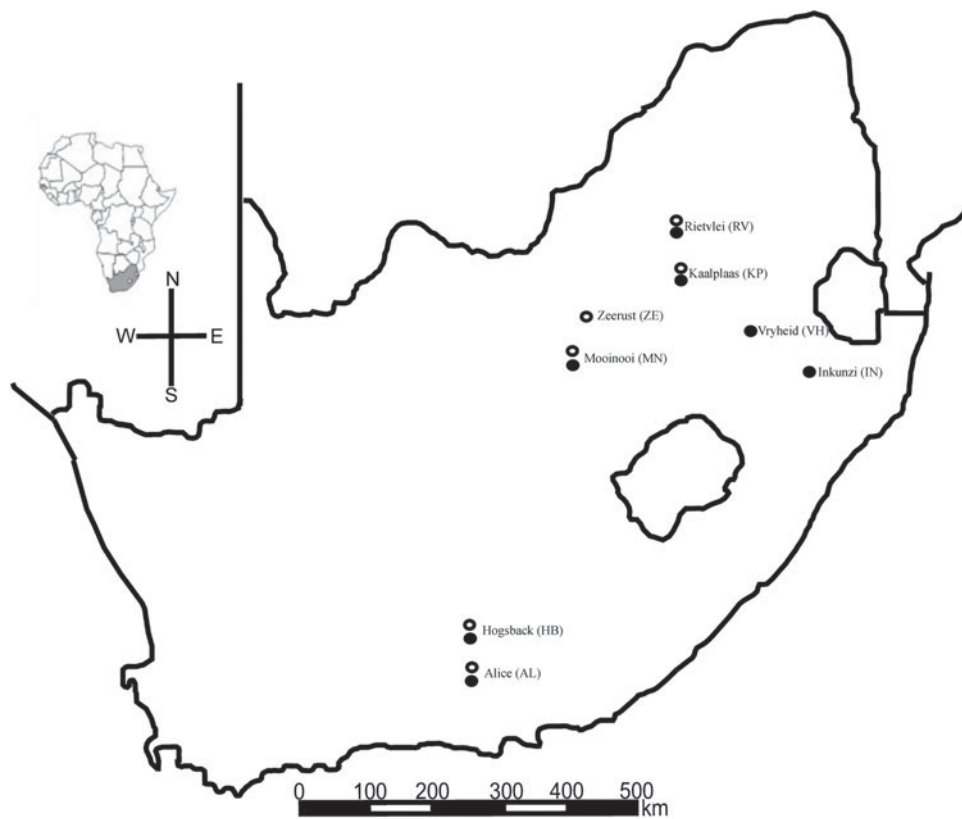 N
W E
S
Rietvlei (RV)
Kaalplaas (KP)
Zeerust (ZE)
Vryheid (VH)
Mooinooi (MN)
Inkunzi (IN)
Hogsback (HB)
Alice (AL)
0 100 200 300 400 500
km